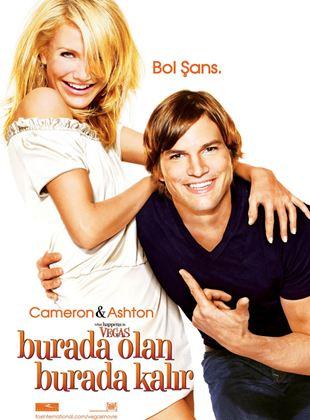 Bol Şans.
Cameron & Ashton
what happens in
VEGAS
burada olan
burada kalır
foxinternational.com/vegasmovie